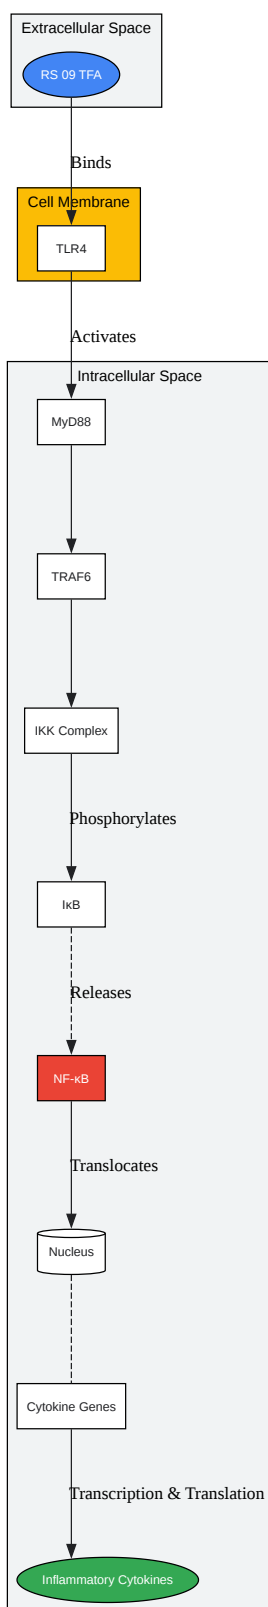 Extracellular Space
RS 09 TFA
Binds
Cell Membrane
TLR4
Activates
Intracellular Space
MyD88
TRAF6
IKK Complex
Phosphorylates
IκB
Releases
NF-κB
Translocates
Nucleus
Cytokine Genes
Transcription & Translation
Inflammatory Cytokines